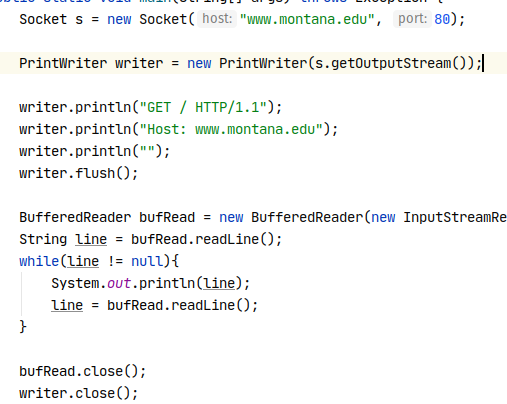 public static void main(String[] args) throws Exception {
Socket s = new Socket( host: "www.montana.edu", port: 80);
PrintWriter writer = new PrintWriter(s.getOutputStream());
writer.println("GET / HTTP/1.1");
writer.println("Host: www.montana.edu");
writer.println("");
writer.flush();
BufferedReader bufRead = new BufferedReader(new InputStreamRe
String line = bufRead.readLine();
while(line != null){
System.out.println(line);
line = bufRead.readLine();
}
bufRead.close();
writer.close();